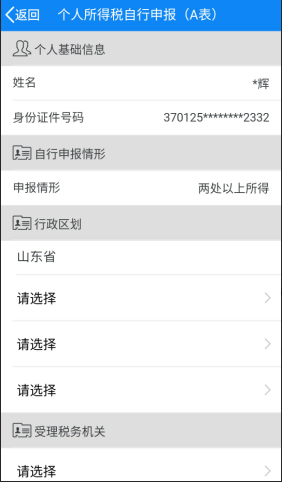 返回 个人所得税自行申报（A表）
个人基础信息
姓名 *辉
身份证件号码 370125********2332
自行申报情形
申报情形 两处以上所得
行政区划
山东省
请选择
请选择
请选择
受理税务机关
请选择